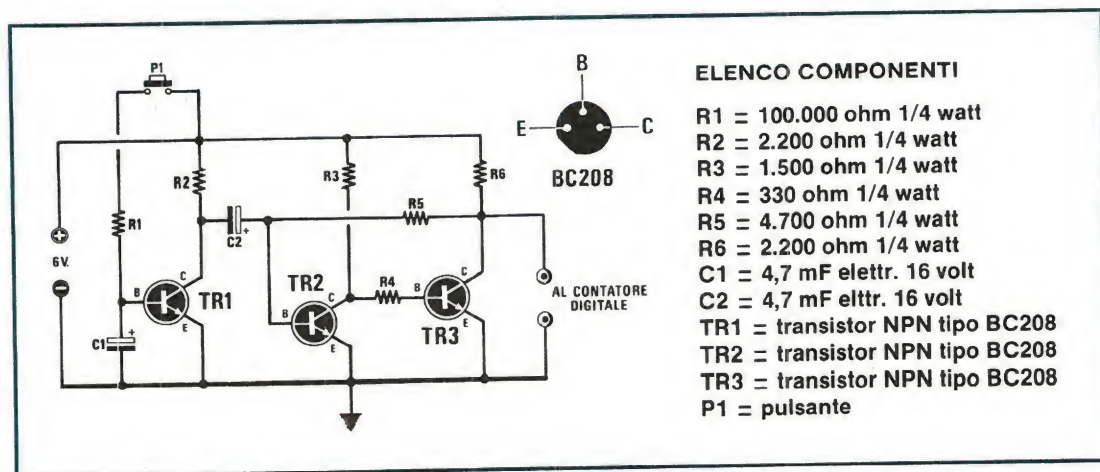 P1
R2
R3
R6
R5
R1
C2
+
6V.
C
B
TR1
E
TR2
C
B
E
R4
C
B
TR3
E
C1
+
AL CONTATORE
DIGITALE
B
E
C
BC208
ELENCO COMPONENTI
R1 = 100.000 ohm 1/4 watt
R2 = 2.200 ohm 1/4 watt
R3 = 1.500 ohm 1/4 watt
R4 = 330 ohm 1/4 watt
R5 = 4.700 ohm 1/4 watt
R6 = 2.200 ohm 1/4 watt
C1 = 4,7 mF elettr. 16 volt
C2 = 4,7 mF elttr. 16 volt
TR1 = transistor NPN tipo BC208
TR2 = transistor NPN tipo BC208
TR3 = transistor NPN tipo BC208
P1 = pulsante